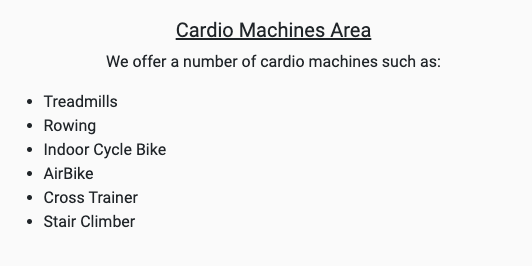 Cardio Machines Area
We offer a number of cardio machines such as:
• Treadmills
• Rowing
• Indoor Cycle Bike
• AirBike
• Cross Trainer
• Stair Climber